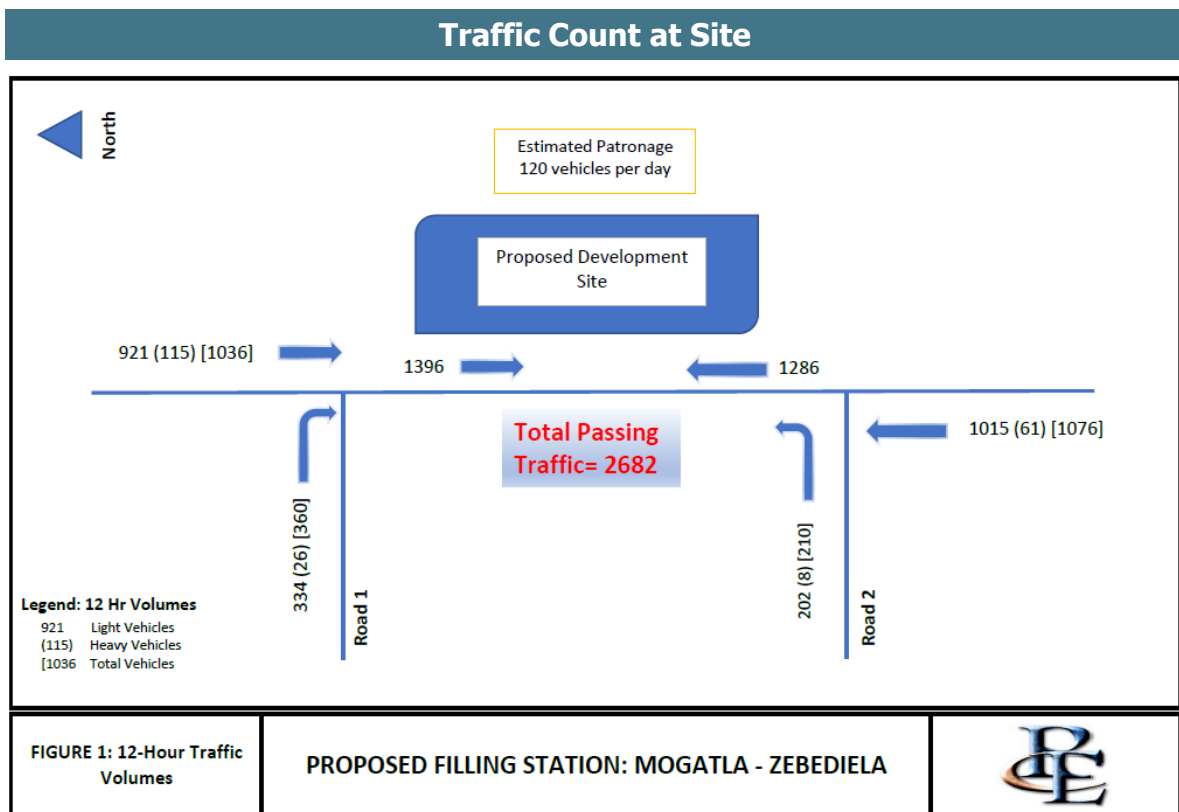 Traffic Count at Site
North
Estimated Patronage
120 vehicles per day
Proposed Development
Site
921 (115) [1036]
1396
1286
Total Passing
Traffic= 2682
1015 (61) [1076]
334 (26) [360]
Road 1
202 (8) [210]
Road 2
Legend: 12 Hr Volumes
921 Light Vehicles
(115) Heavy Vehicles
[1036 Total Vehicles
FIGURE 1: 12-Hour Traffic
Volumes
PROPOSED FILLING STATION: MOGATLA - ZEBEDIELA